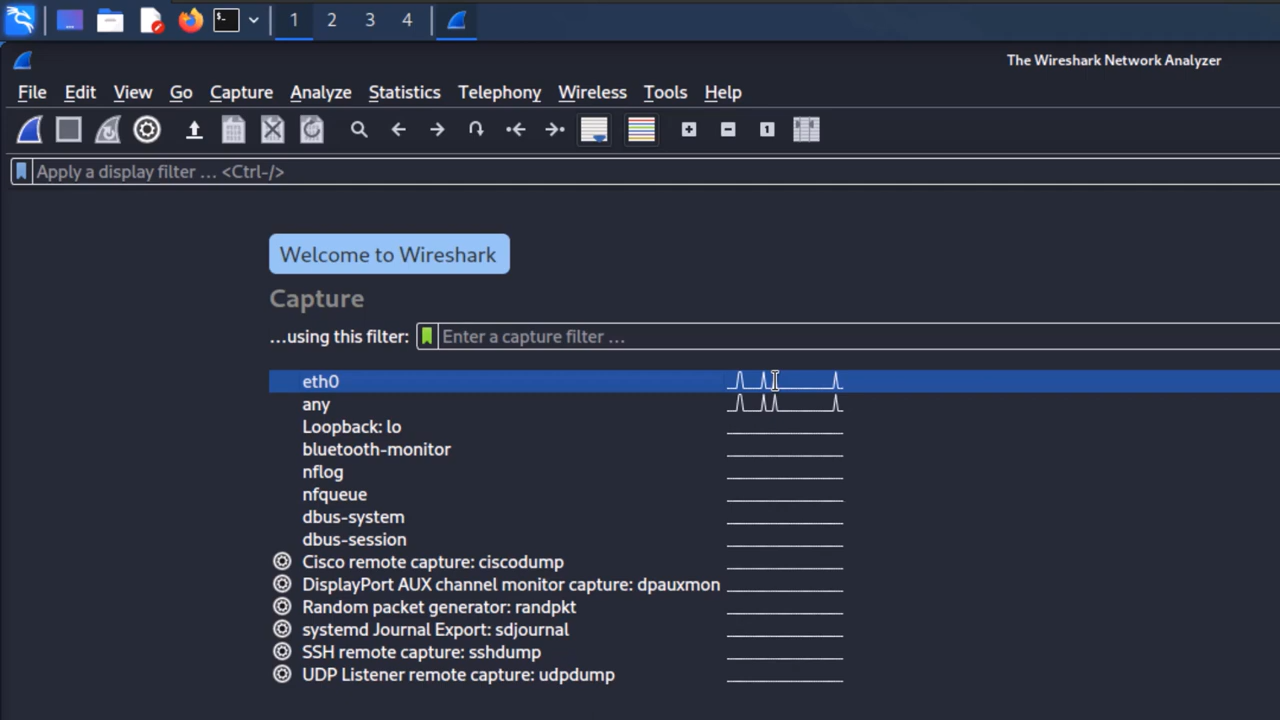 1 2 3 4
The Wireshark Network Analyzer
File Edit View Go Capture Analyze Statistics Telephony Wireless Tools Help
Apply a display filter … <Ctrl-/>
Welcome to Wireshark
Capture
…using this filter: Enter a capture filter …
eth0
any
Loopback: lo
bluetooth-monitor
nflog
nfqueue
dbus-system
dbus-session
Cisco remote capture: ciscodump
DisplayPort AUX channel monitor capture: dpauxmon
Random packet generator: randpkt
systemd Journal Export: sdjournal
SSH remote capture: sshdump
UDP Listener remote capture: udpdump